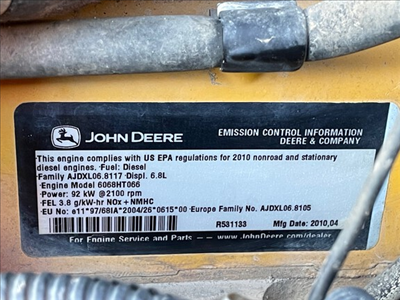 JOHN DEERE
EMISSION CONTROL INFORMATION
DEERE & COMPANY
This engine complies with US EPA regulations for 2010 nonroad and stationary
diesel engines. Fuel: Diesel
Family AJDXL06.8117 Displ. 6.8L
Engine Model 6068HT066
Power: 92 kW @2100 rpm
FEL 3.8 g/kW-hr NOx + NMHC
EU No: e11*97/68IA*2004/26*0615*00 Europe Family No. AJDXL06.8105
R531133 Mfg Date: 2010,04
For Engine Service and Parts... www.JohnDeere.com/dealer